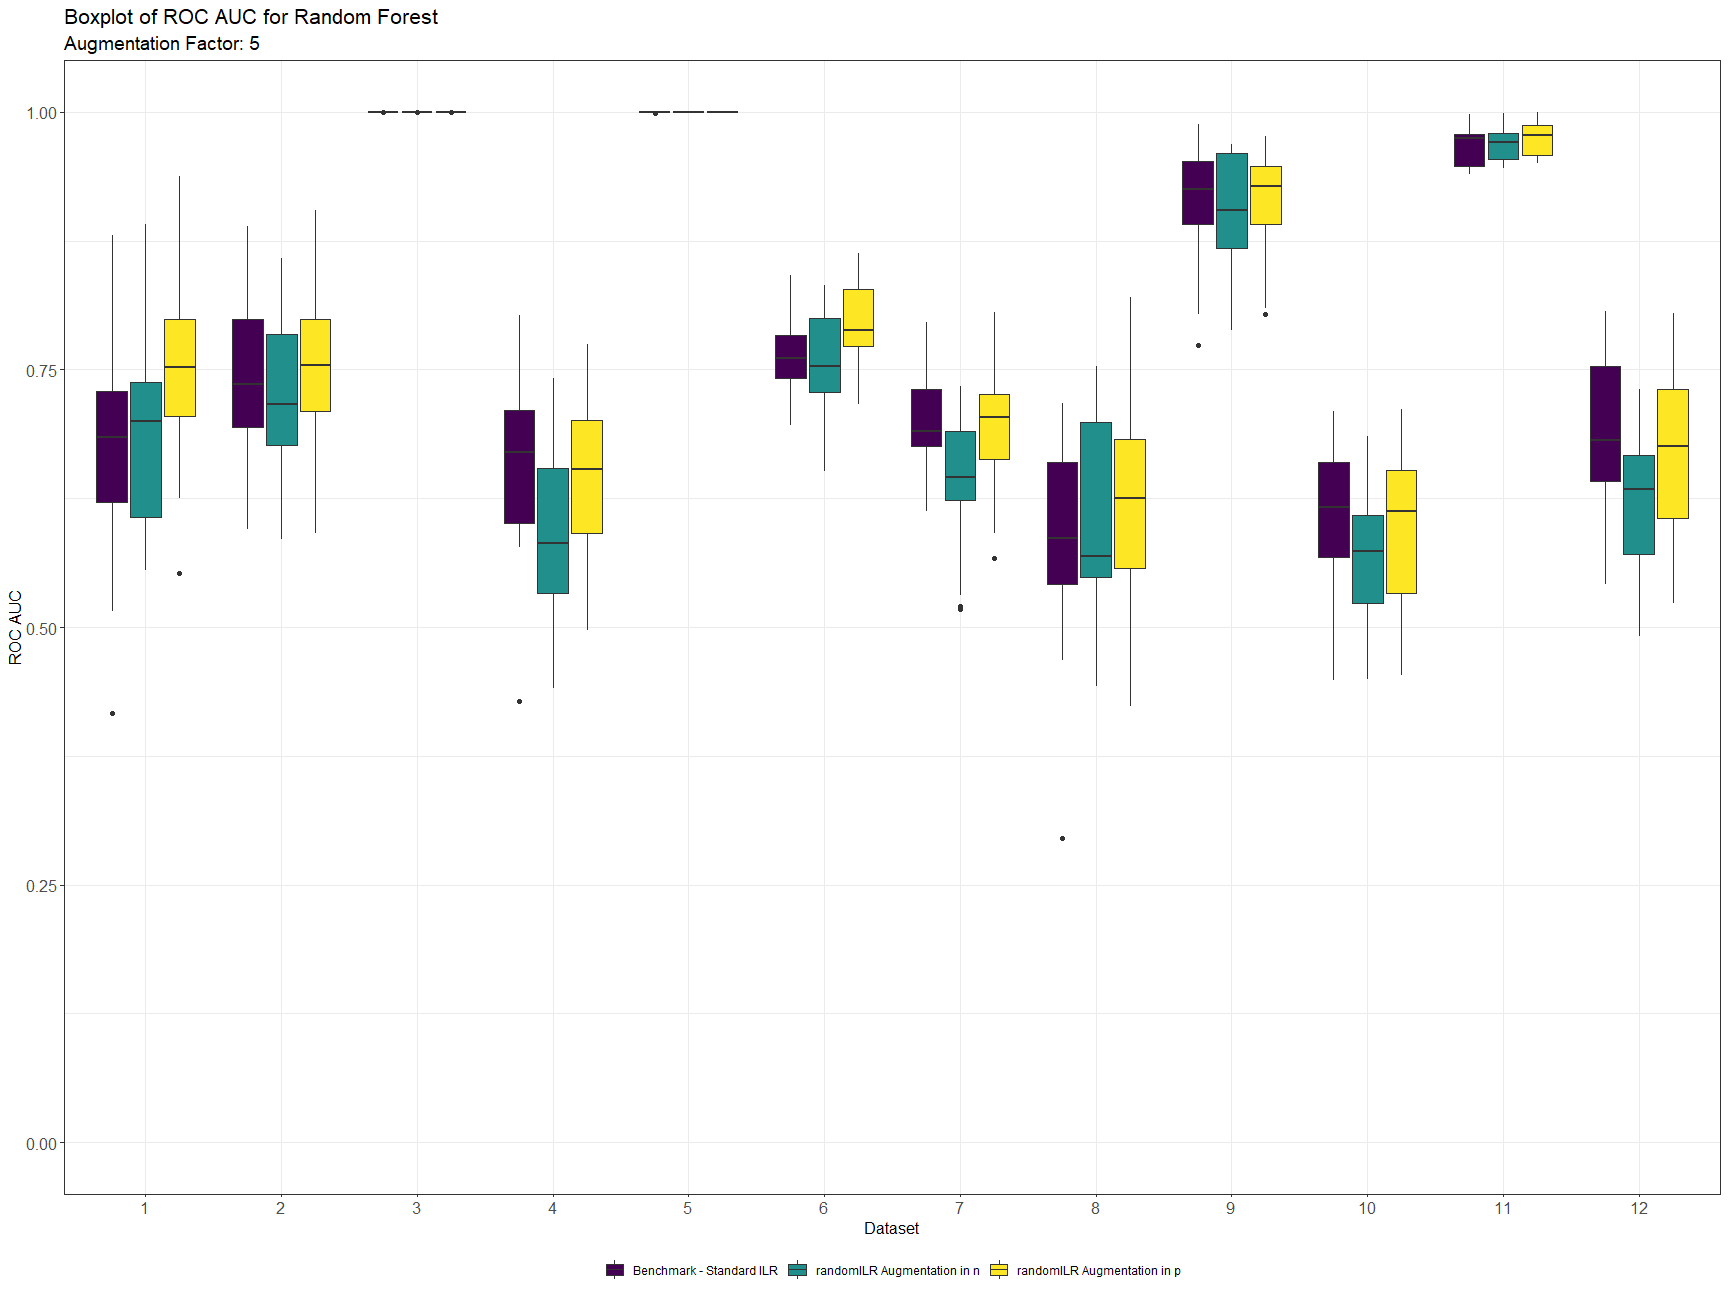 Boxplot of ROC AUC for Random Forest
Augmentation Factor: 5
ROC AUC
1.00
0.75
0.50
0.25
0.00
1 2 3 4 5 6 7 8 9 10 11 12
Dataset
Benchmark - Standard ILR randomILR Augmentation in n randomILR Augmentation in p